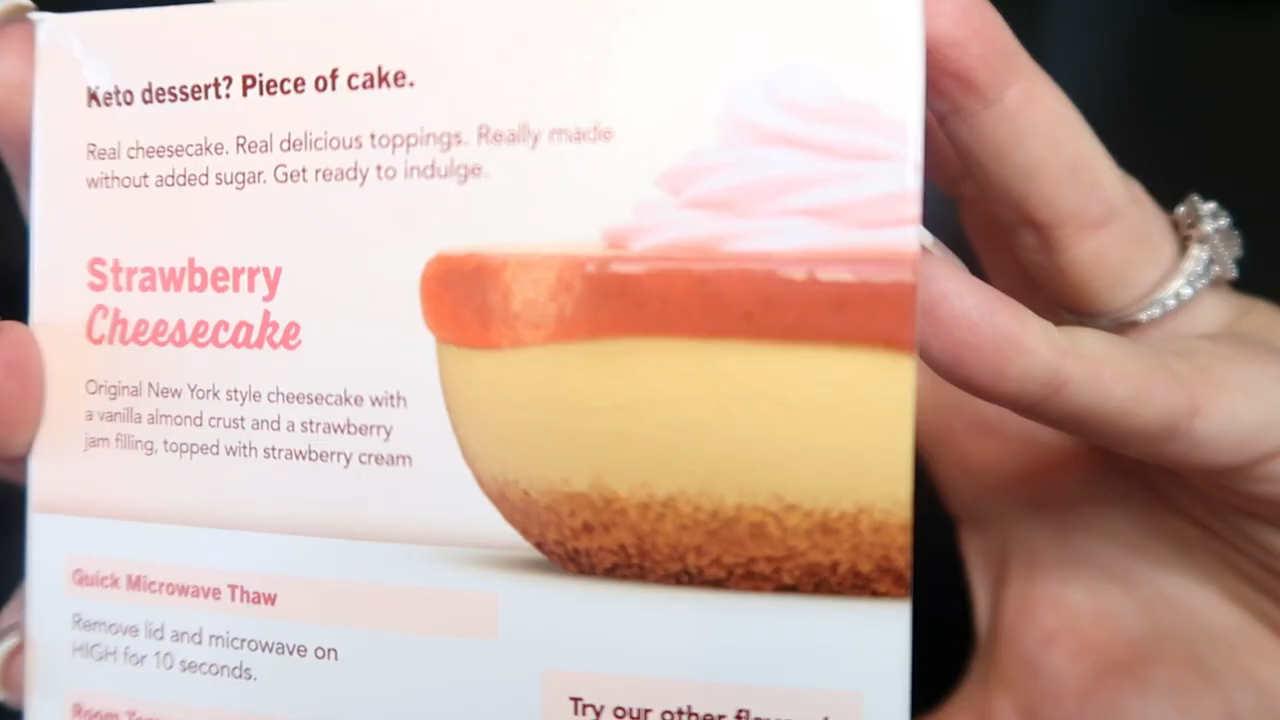 Keto dessert? Piece of cake.
Real cheesecake. Real delicious toppings. Really made
without added sugar. Get ready to indulge.
Strawberry
Cheesecake
Original New York style cheesecake with
a vanilla almond crust and a strawberry
jam filling, topped with strawberry cream
Quick Microwave Thaw
Remove lid and microwave on
HIGH for 10 seconds.
Room
Try our other